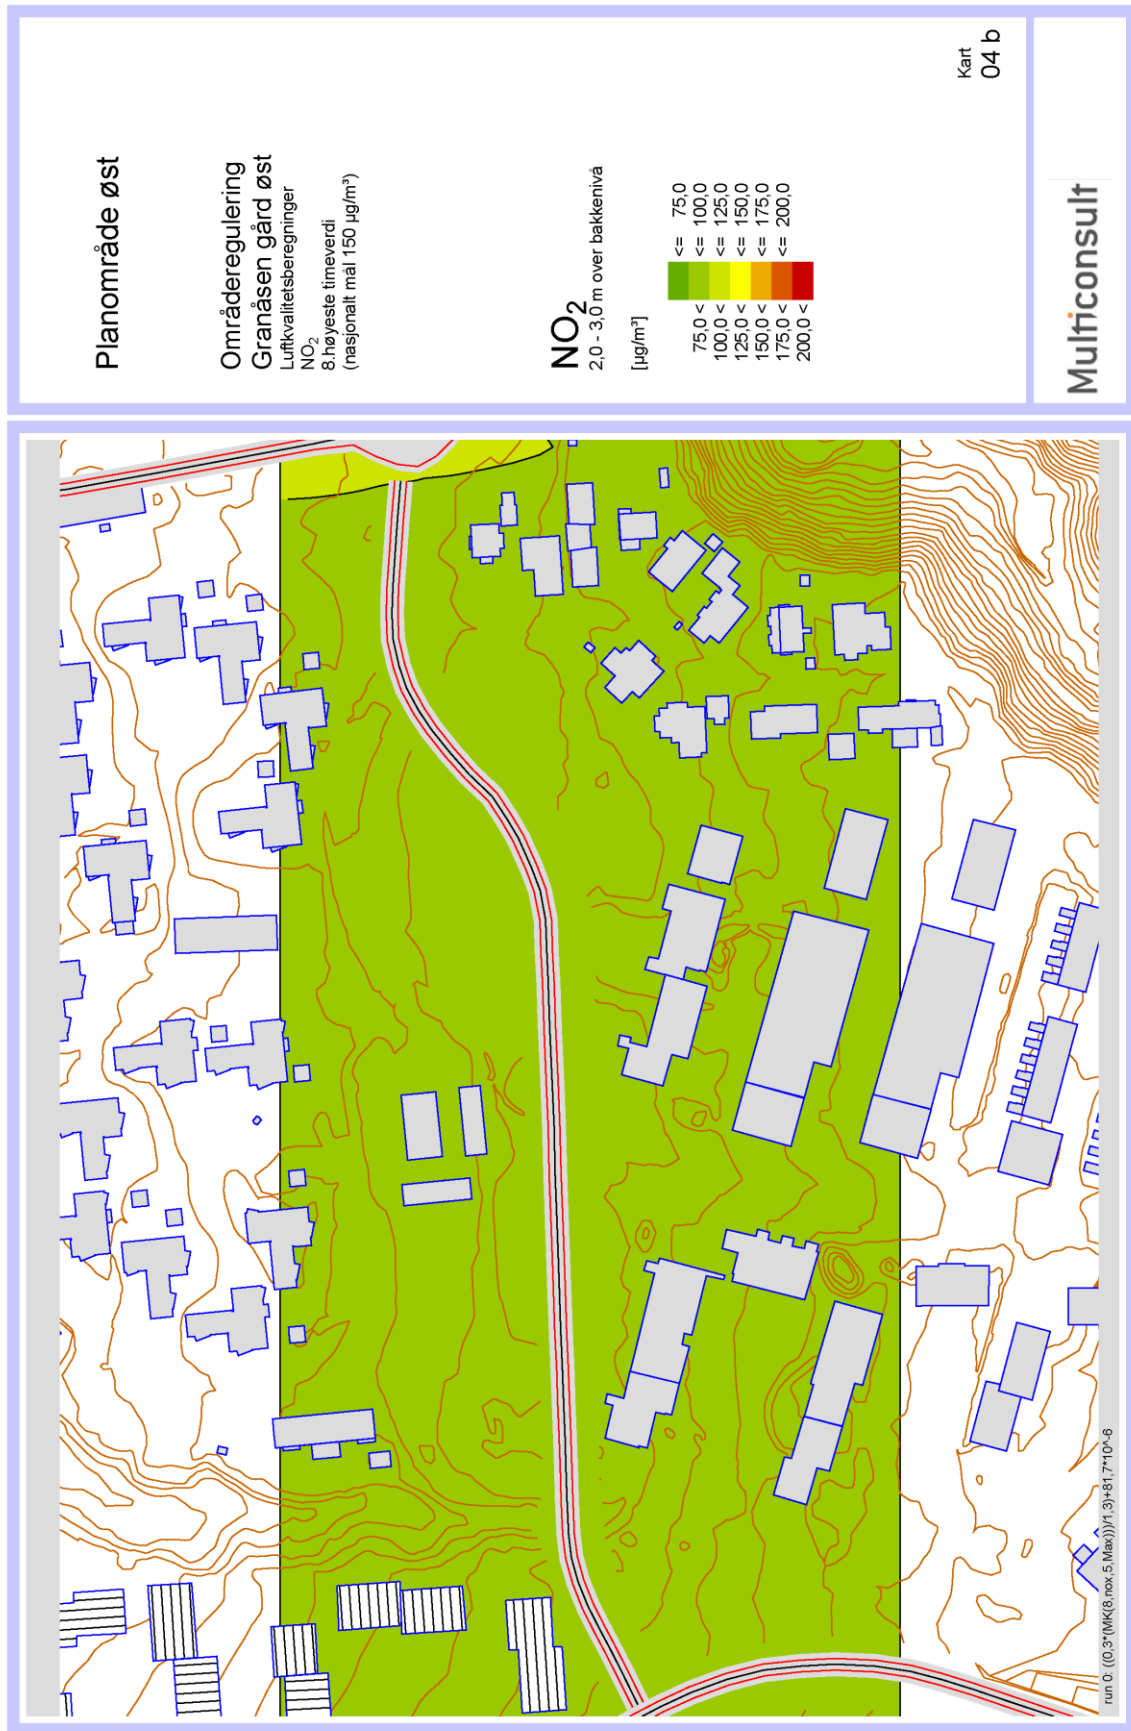 Planområde øst
Områderegulering
Granåsen gård øst
Luftkvalitetsberegninger
NO2
8.høyeste timeverdi
(nasjonalt mål 150 µg/m³)
NO2
2,0 - 3,0 m over bakkenivå
[µg/m³]
<= 75,0
75,0 < <= 100,0
100,0 < <= 125,0
125,0 < <= 150,0
150,0 < <= 175,0
175,0 < <= 200,0
200,0 <
Kart
04 b
Multiconsult
run 0: ((0,3*(MK(8,nox,5,Max)))/1,3)+81,7*10^-6